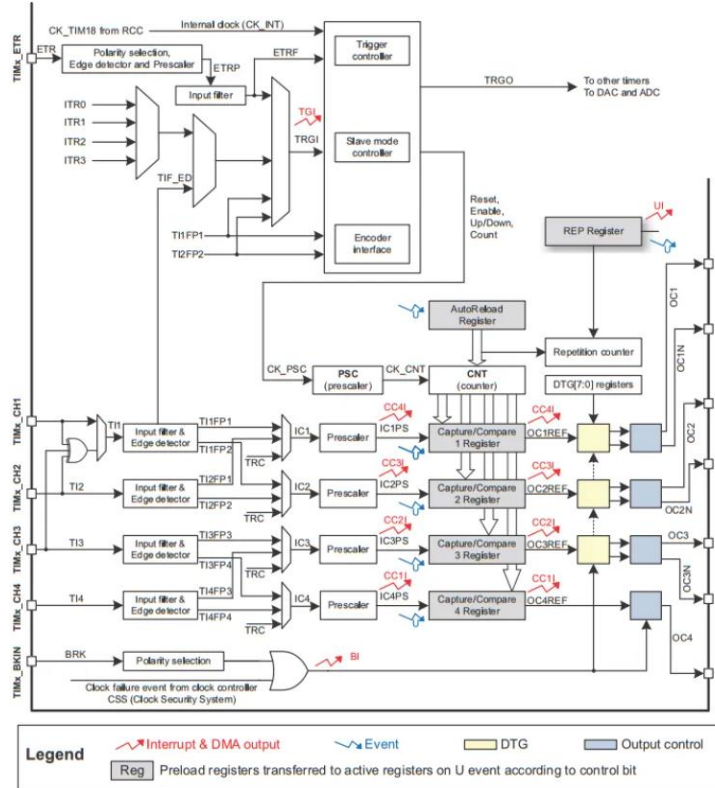 TIMx_ETR
CK_TIM18 from RCC
Internal clock (CK_INT)
ETR
Polarity selection,
Edge detector and Prescaler
ETRP
Input filter
ETRF
Trigger
controller
TRGO
To other timers
To DAC and ADC
ITR0
ITR1
ITR2
ITR3
TGI
TRGI
Slave mode
controller
TIF_ED
Reset,
Enable,
Up/Down,
Count
TI1FP1
TI2FP2
Encoder
interface
UI
REP Register
AutoReload
Register
Repetition counter
CK_PSC
PSC
(prescaler)
CK_CNT
CNT
(counter)
DTG[7:0] registers
OC1
OC1N
OC2
TIMx_CH1
TI1
Input filter &
Edge detector
TI1FP1
TI1FP2
TRC
IC1
Prescaler
CC4I
IC1PS
Capture/Compare
1 Register
CC4I
OC1REF
TIMx_CH2
TI2
Input filter &
Edge detector
TI2FP1
TI2FP2
TRC
IC2
Prescaler
CC3I
IC2PS
Capture/Compare
2 Register
CC3I
OC2REF
OC2N
TIMx_CH3
TI3
Input filter &
Edge detector
TI3FP3
TI3FP4
TRC
IC3
Prescaler
CC2I
IC3PS
Capture/Compare
3 Register
CC2I
OC3REF
OC3
OC3N
TIMx_CH4
TI4
Input filter &
Edge detector
TI4FP3
TI4FP4
TRC
IC4
Prescaler
CC1I
IC4PS
Capture/Compare
4 Register
CC1I
OC4REF
OC4
TIMx_BKIN
BRK
Polarity selection
BI
Clock failure event from clock controller
CSS (Clock Security System)
Legend
Interrupt & DMA output
Event
DTG
Output control
Reg
Preload registers transferred to active registers on U event according to control bit